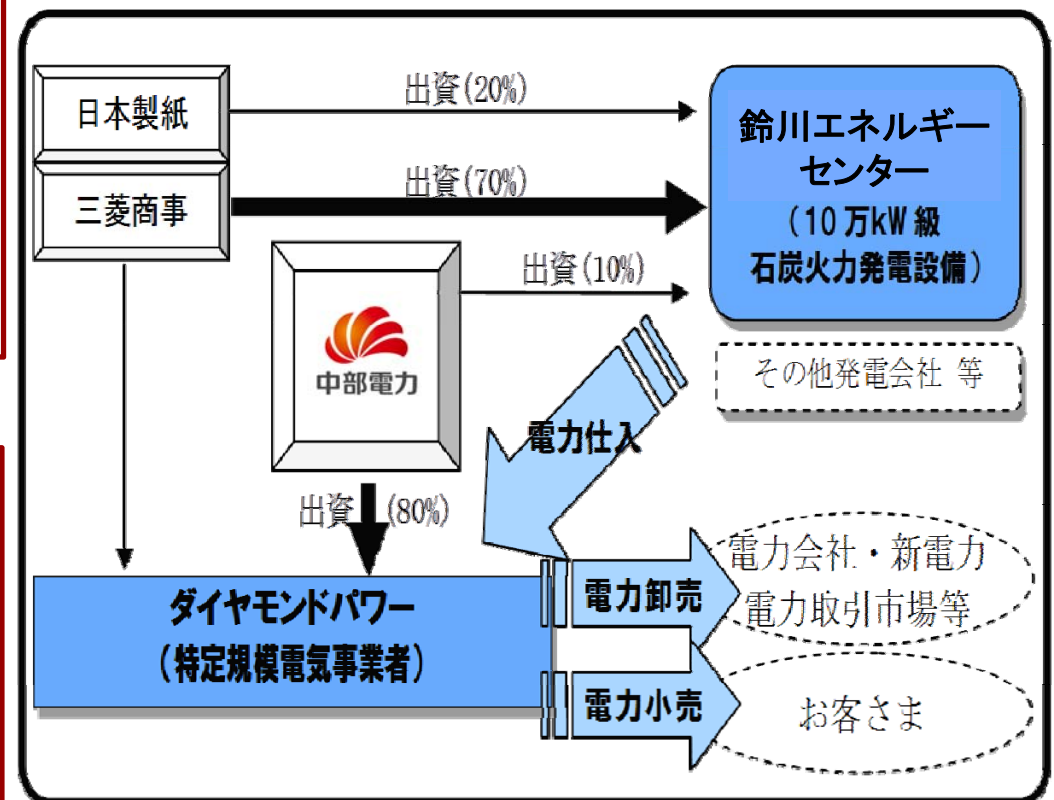 日本製紙
三菱商事
出資(20%)
出資(70%)
出資(10%)
鈴川エネルギー
センター
(10万kW級
石炭火力発電設備)
その他発電会社 等
中部電力
電力仕入
出資 (80%)
ダイヤモンドパワー
(特定規模電気事業者)
電力卸売
電力会社・新電力
電力取引市場等
電力小売
お客さま